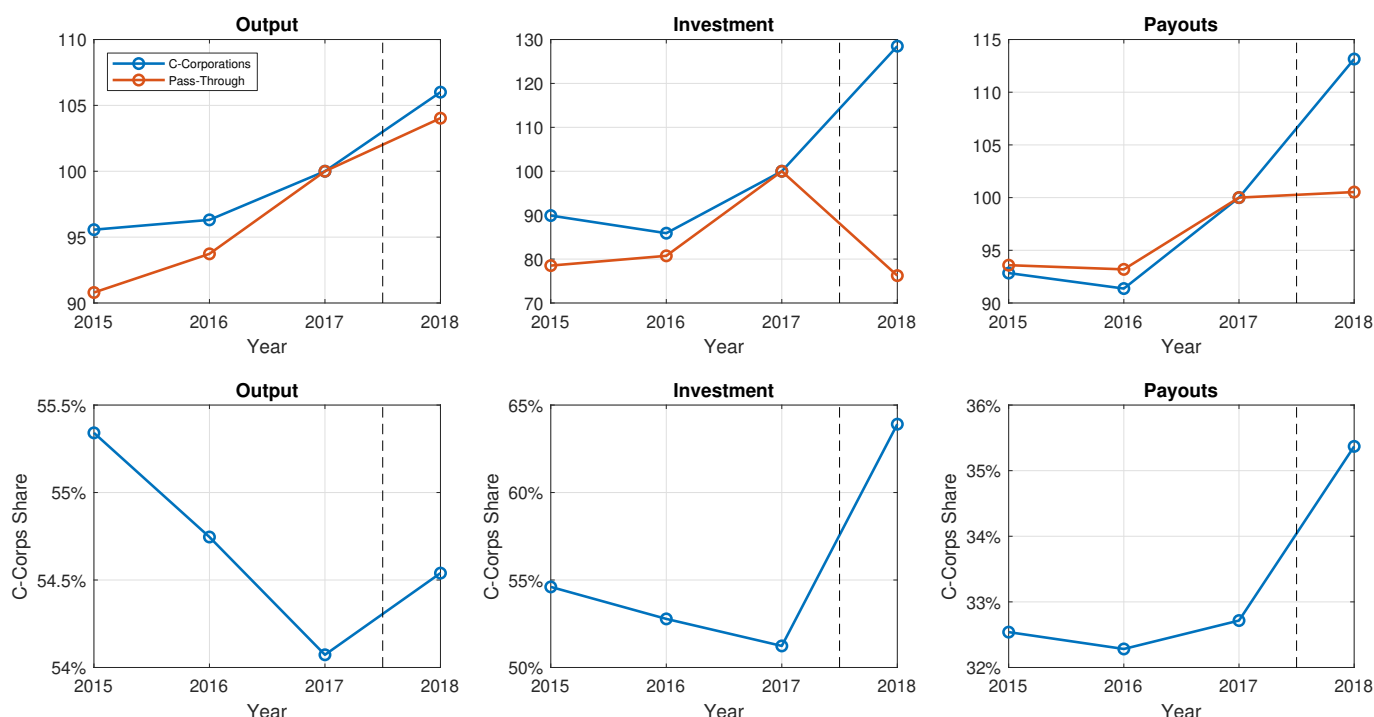 Output
110
105
100
95
90
C-Corporations
Pass-Through
2015 2016 2017 2018
Year
Investment
130
120
110
100
90
80
70
2015 2016 2017 2018
Year
Payouts
115
110
105
100
95
90
2015 2016 2017 2018
Year
Output
C-Corps Share
55.5%
55%
54.5%
54%
2015 2016 2017 2018
Year
Investment
C-Corps Share
65%
60%
55%
50%
2015 2016 2017 2018
Year
Payouts
C-Corps Share
36%
35%
34%
33%
32%
2015 2016 2017 2018
Year